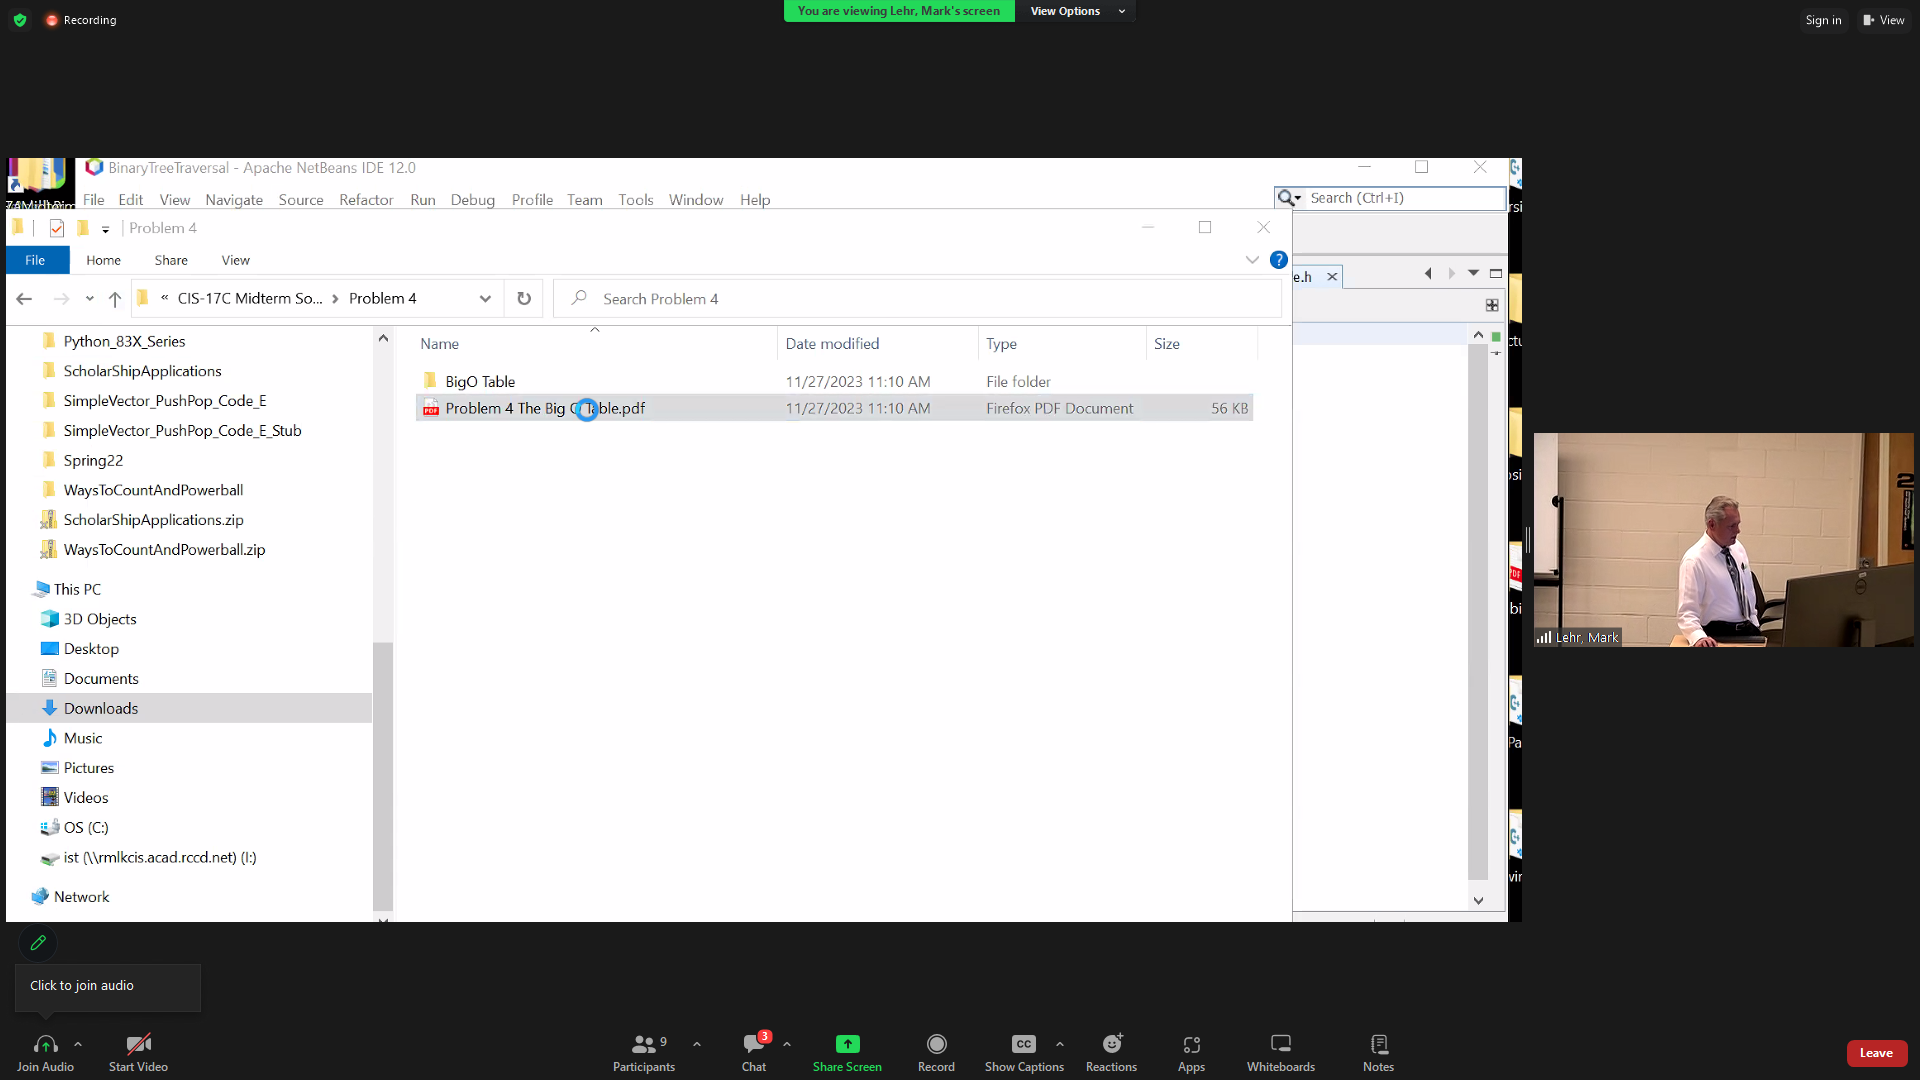 Recording
You are viewing Lehr, Mark's screen
View Options
Sign in
View
BinaryTreeTraversal - Apache NetBeans IDE 12.0
File Edit View Navigate Source Refactor Run Debug Profile Team Tools Window Help
Search (Ctrl+I)
Problem 4
File Home Share View
« CIS-17C Midterm So... > Problem 4
Search Problem 4
e.h
Name Date modified Type Size
BigO Table 11/27/2023 11:10 AM File folder
Problem 4 The Big O Table.pdf 11/27/2023 11:10 AM Firefox PDF Document 56 KB
Python_83X_Series
ScholarShipApplications
SimpleVector_PushPop_Code_E
SimpleVector_PushPop_Code_E_Stub
Spring22
WaysToCountAndPowerball
ScholarShipApplications.zip
WaysToCountAndPowerball.zip
This PC
3D Objects
Desktop
Documents
Downloads
Music
Pictures
Videos
OS (C:)
ist (\\rmlkcis.acad.rccd.net) (I:)
Network
Lehr, Mark
Click to join audio
Join Audio
Start Video
Participants 9
Chat 3
Share Screen
Record
CC
Show Captions
Reactions
Apps
Whiteboards
Notes
Leave